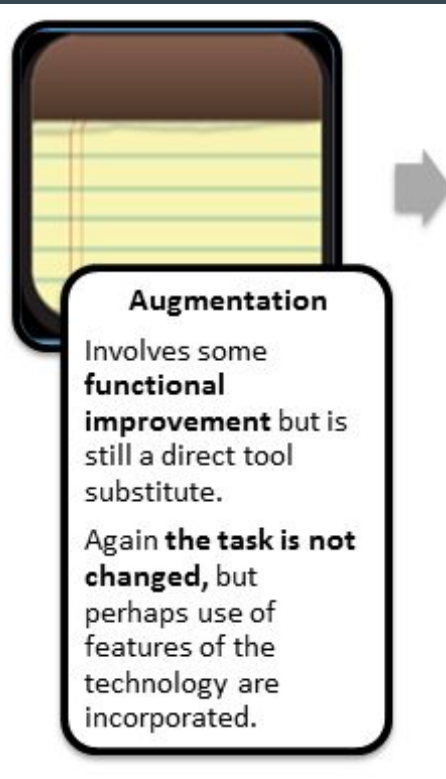 Augmentation
Involves some
functional
improvement but is
still a direct tool
substitute.
Again the task is not
changed, but
perhaps use of
features of the
technology are
incorporated.